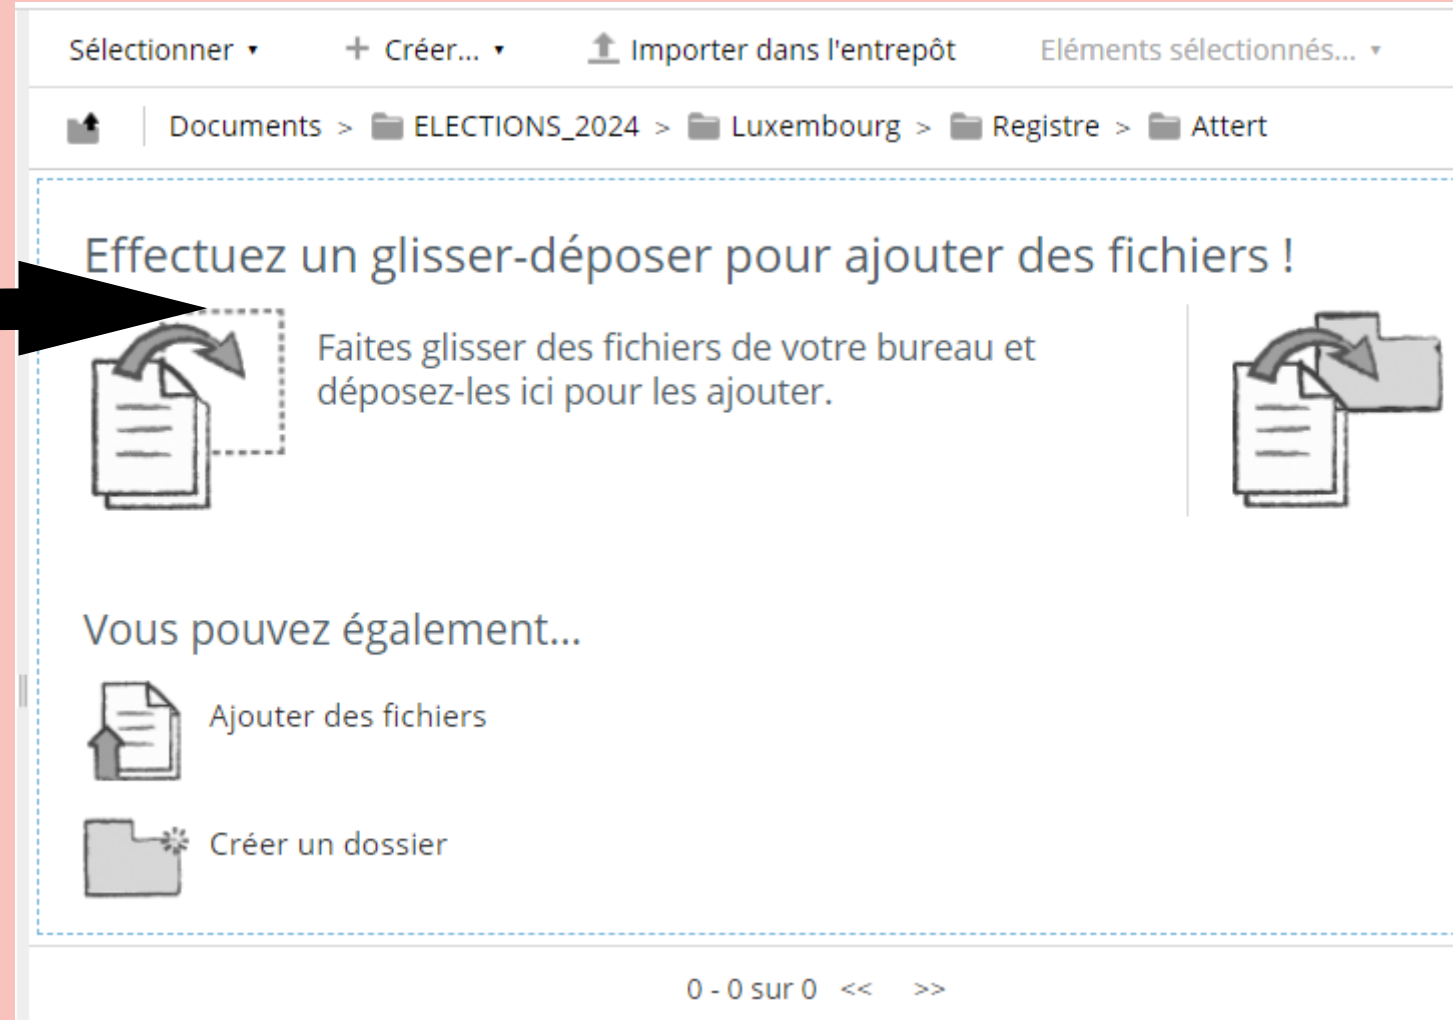 Sélectionner ▾ + Créer... ▾ Importer dans l'entrepôt Eléments sélectionnés... ▾
Documents > ELECTIONS_2024 > Luxembourg > Registre > Attert
Effectuez un glisser-déposer pour ajouter des fichiers !
Faites glisser des fichiers de votre bureau et
déposez-les ici pour les ajouter.
Vous pouvez également...
Ajouter des fichiers
Créer un dossier
0 - 0 sur 0 << >>